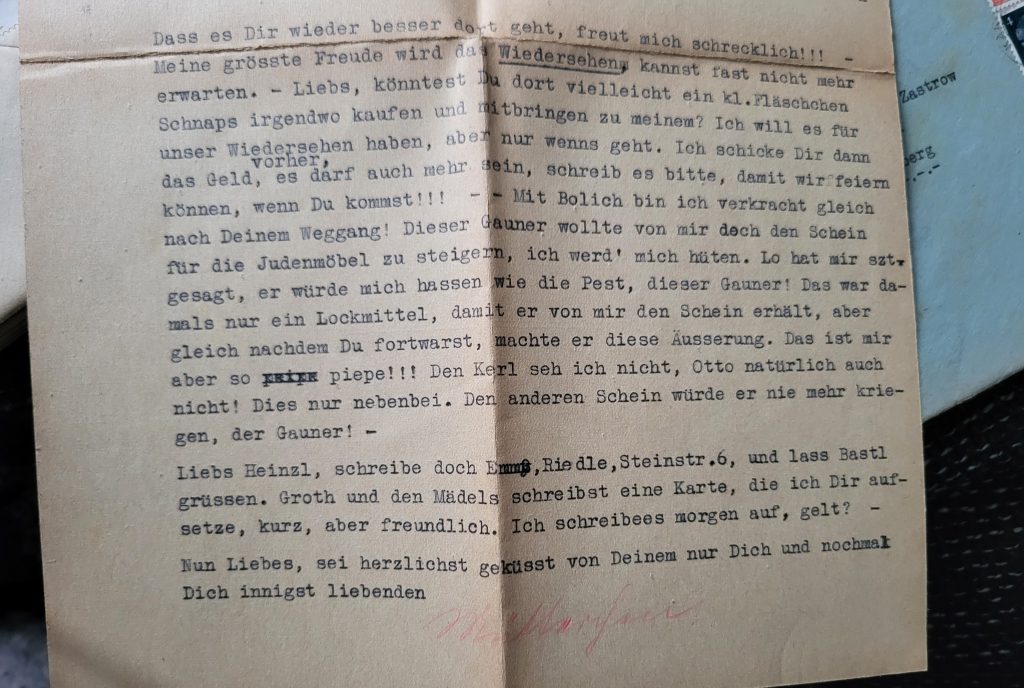 Dass es Dir wieder besser dort geht, freut mich schrecklich!!! -
Meine grösste Freude wird das Wiedersehen, kannst fast nicht mehr
erwarten. - Liebs, könntest Du dort vielleicht ein kl.Fläschchen
Schnaps irgendwo kaufen und mitbringen zu meinem? Ich will es für
unser Wiedersehen haben, aber nur wenns geht. Ich schicke Dir dann
vorher,
das Geld, es darf auch mehr sein, schreib es bitte, damit wir feiern
können, wenn Du kommst!!! - - Mit Bolich bin ich verkracht gleich
nach Deinem Weggang! Dieser Gauner wollte von mir doch den Schein
für die Judenmöbel zu steigern, ich werd' mich hüten. Lo hat mir szt.
gesagt, er würde mich hassen wie die Pest, dieser Gauner! Das war da-
mals nur ein Lockmittel, damit er von mir den Schein erhält, aber
gleich nachdem Du fortwarst, machte er diese Äusserung. Das ist mir
aber so piepe!!! Den Kerl seh ich nicht, Otto natürlich auch
nicht! Dies nur nebenbei. Den anderen Schein würde er nie mehr krie-
gen, der Gauner! -
Liebs Heinzl, schreibe doch ,Riedle,Steinstr.6, und lass Bastl
grüssen. Groth und den Mädels schreibst eine Karte, die ich Dir auf-
setze, kurz, aber freundlich. Ich schreibees morgen auf, gelt? -
Nun Liebes, sei herzlichst geküsst von Deinem nur Dich und nochmal
Dich innigst liebenden
Mütterchen
Zastrow
berg
-.-.-